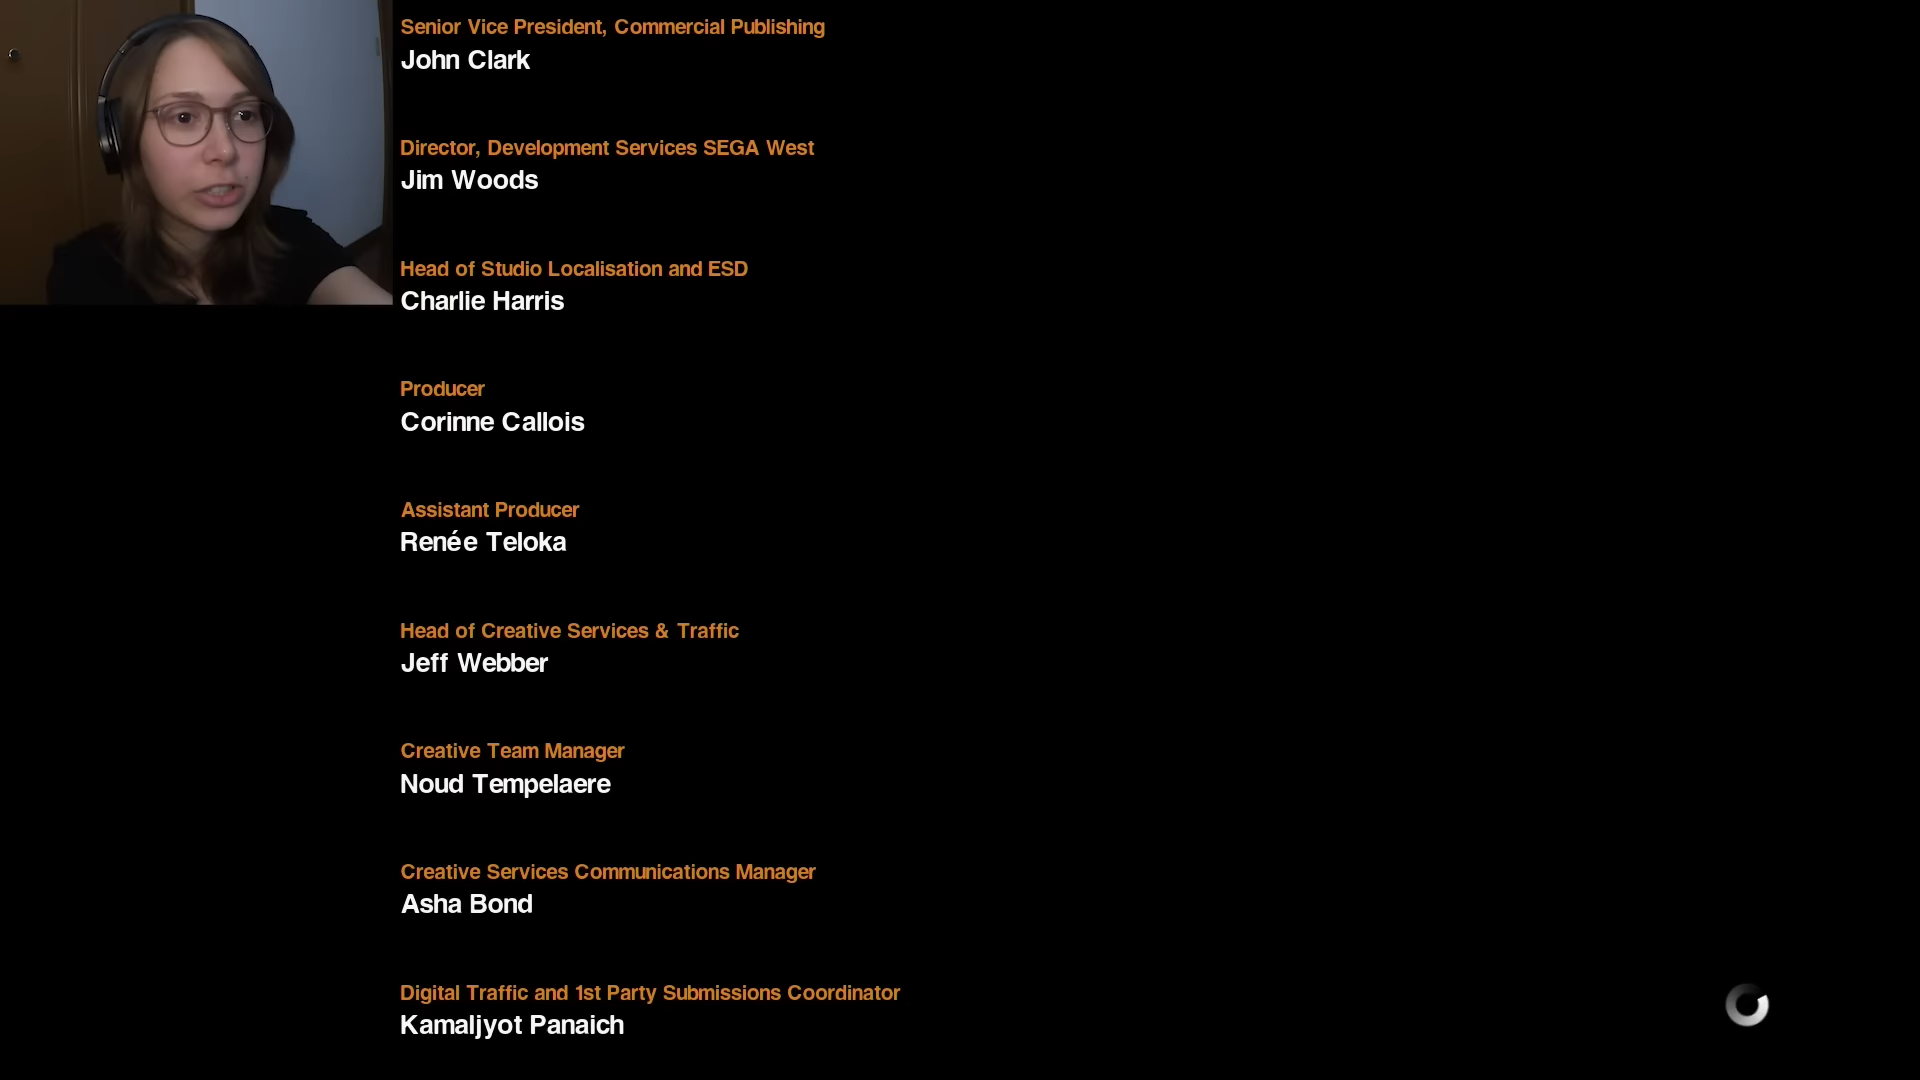 Senior Vice President, Commercial Publishing
John Clark
Director, Development Services SEGA West
Jim Woods
Head of Studio Localisation and ESD
Charlie Harris
Producer
Corinne Callois
Assistant Producer
Renée Teloka
Head of Creative Services & Traffic
Jeff Webber
Creative Team Manager
Noud Tempelaere
Creative Services Communications Manager
Asha Bond
Digital Traffic and 1st Party Submissions Coordinator
Kamaljyot Panaich